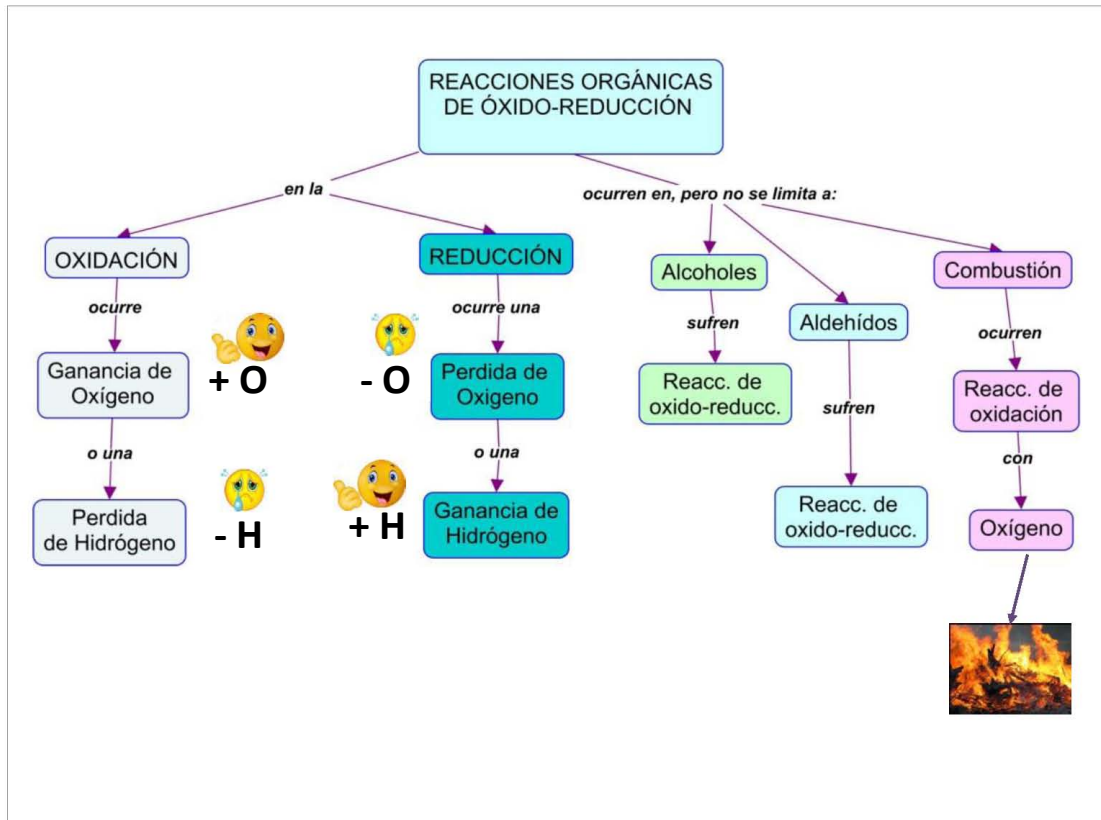 REACCIONES ORGÁNICAS
DE ÓXIDO-REDUCCIÓN
en la
ocurren en, pero no se limita a:
OXIDACIÓN
REDUCCIÓN
Alcoholes
Combustión
ocurre
ocurre una
sufren
Aldehídos
ocurren
Ganancia de
Oxígeno
+ O
- O
Perdida de
Oxigeno
Reacc. de
oxido-reducc.
sufren
Reacc. de
oxidación
o una
o una
con
Perdida
de Hidrógeno
- H
+ H
Ganancia de
Hidrógeno
Reacc. de
oxido-reducc.
Oxígeno